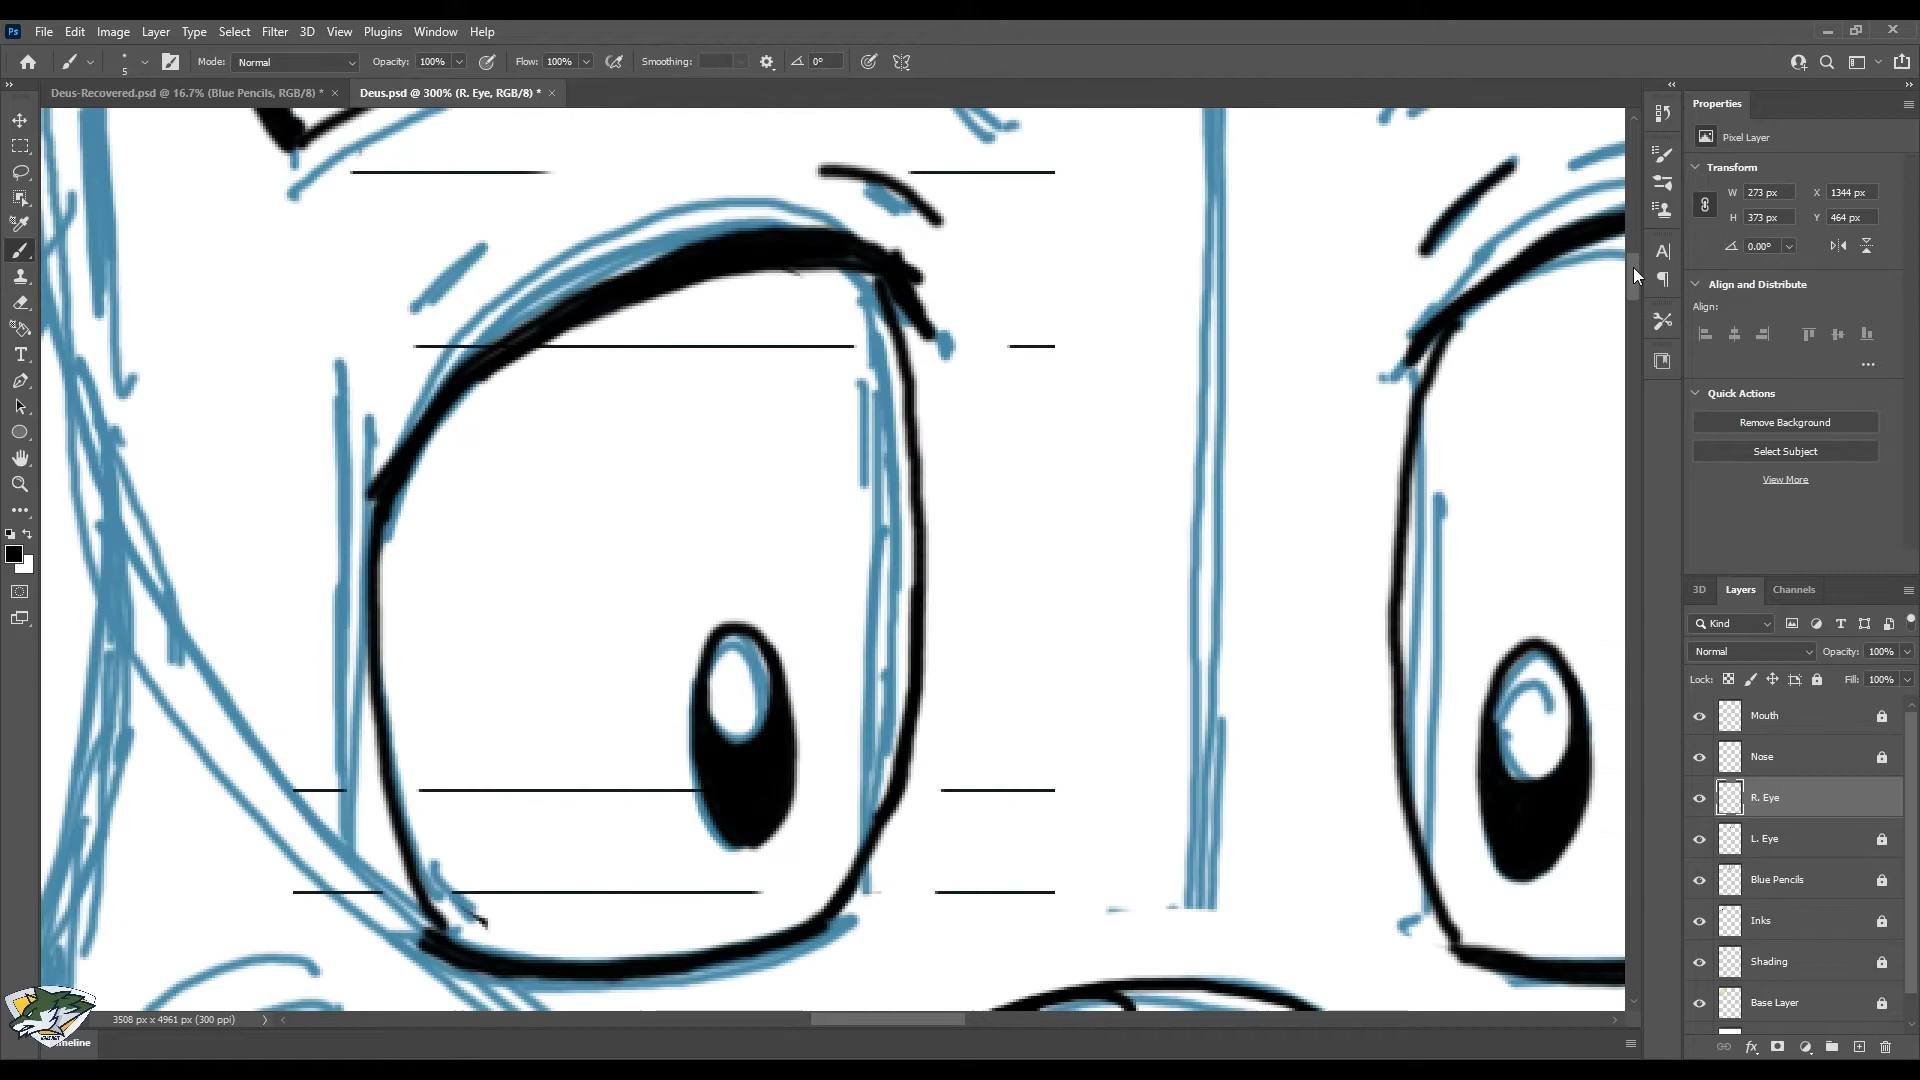 Ps File Edit Image Layer Type Select Filter 3D View Plugins Window Help
5 Mode: Normal Opacity: 100% Flow: 100% Smoothing: 0°
Deus-Recovered.psd @ 16.7% (Blue Pencils, RGB/8) * × Deus.psd @ 300% (R. Eye, RGB/8) * ×
Properties
Pixel Layer
Transform
W 273 px X 1344 px
H 373 px Y 464 px
0.00°
Align and Distribute
Align:
Quick Actions
Remove Background
Select Subject
View More
3D Layers Channels
Kind
Normal Opacity: 100%
Lock: Fill: 100%
Mouth
Nose
R. Eye
L. Eye
Blue Pencils
Inks
Shading
Base Layer
3508 px x 4961 px (300 ppi)
meline